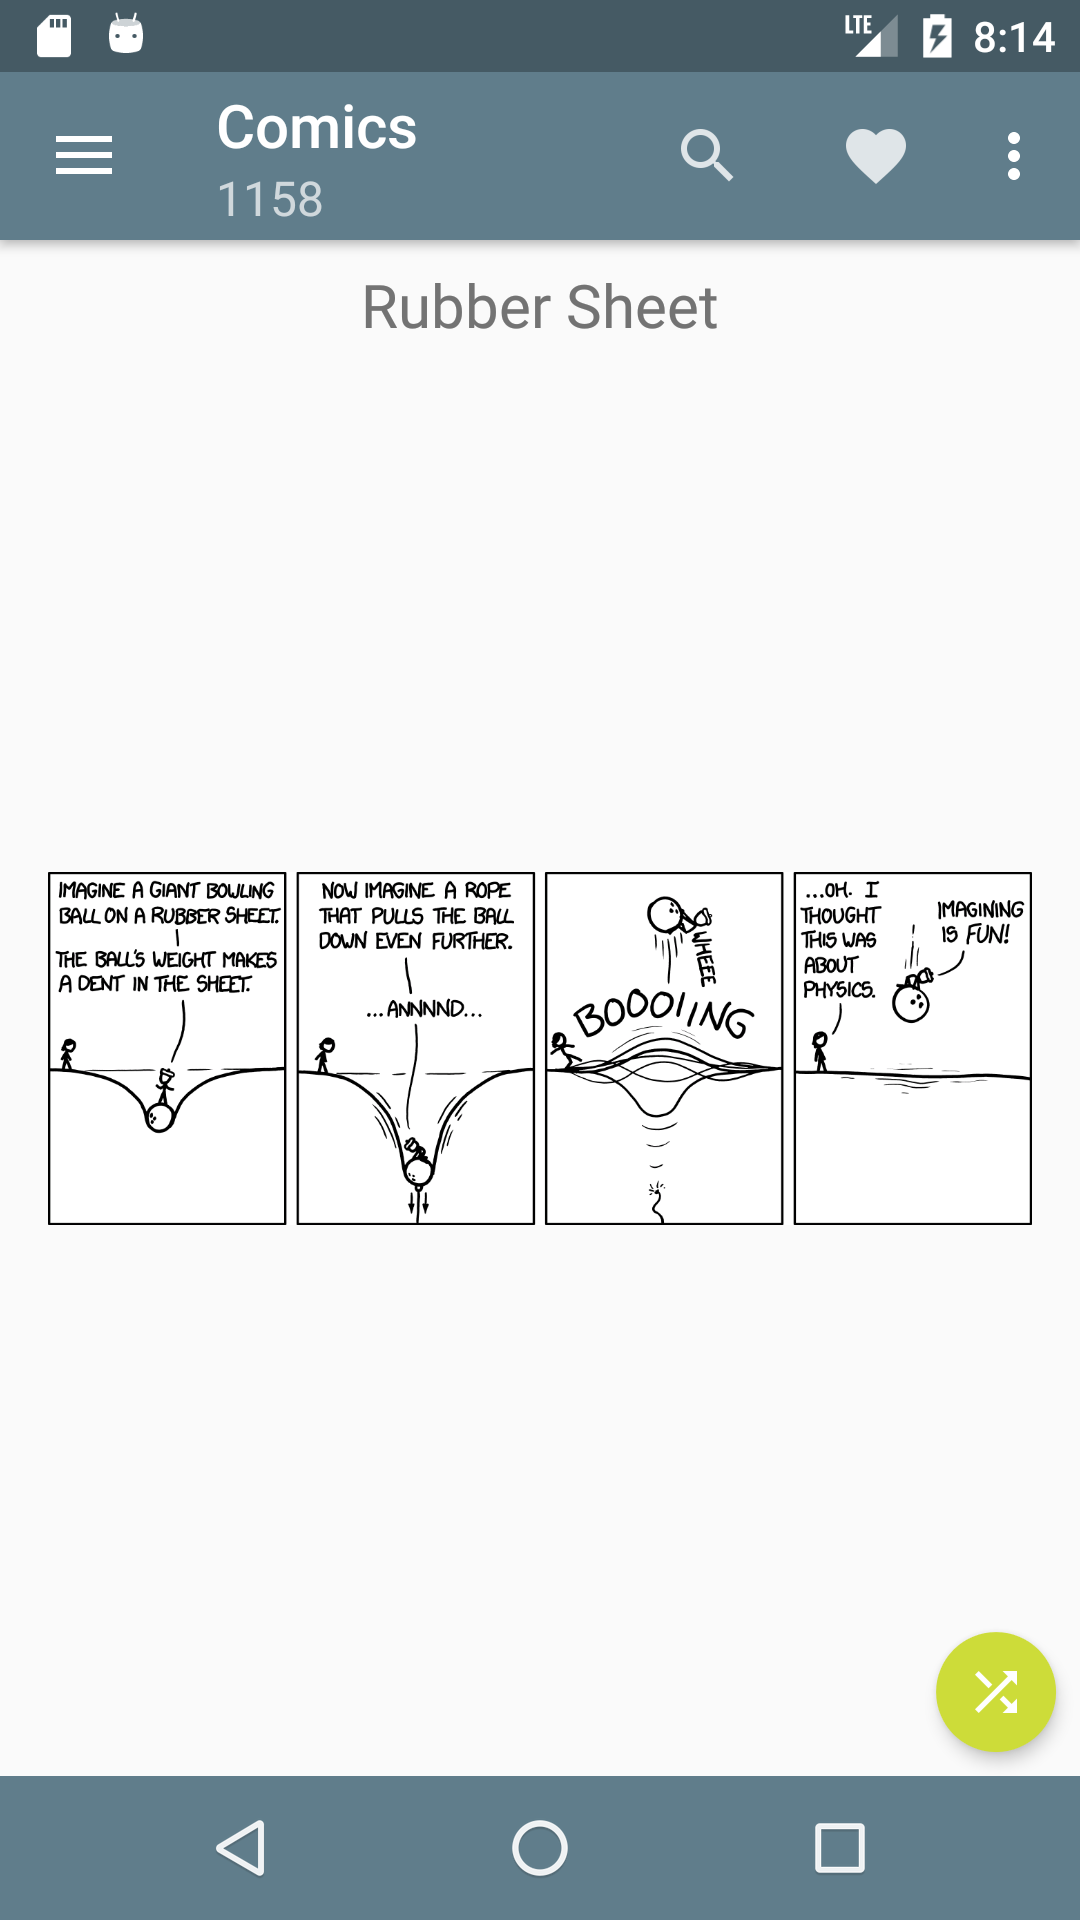 LTE
8:14
Comics
1158
Rubber Sheet
IMAGINE A GIANT BOWLING
BALL ON A RUBBER SHEET.
THE BALL'S WEIGHT MAKES
A DENT IN THE SHEET.
NOW IMAGINE A ROPE
THAT PULLS THE BALL
DOWN EVEN FURTHER.
...ANNNND...
WHEEE
BOOOIING
...OH. I
THOUGHT
THIS WAS
ABOUT
PHYSICS.
IMAGINING
IS FUN!